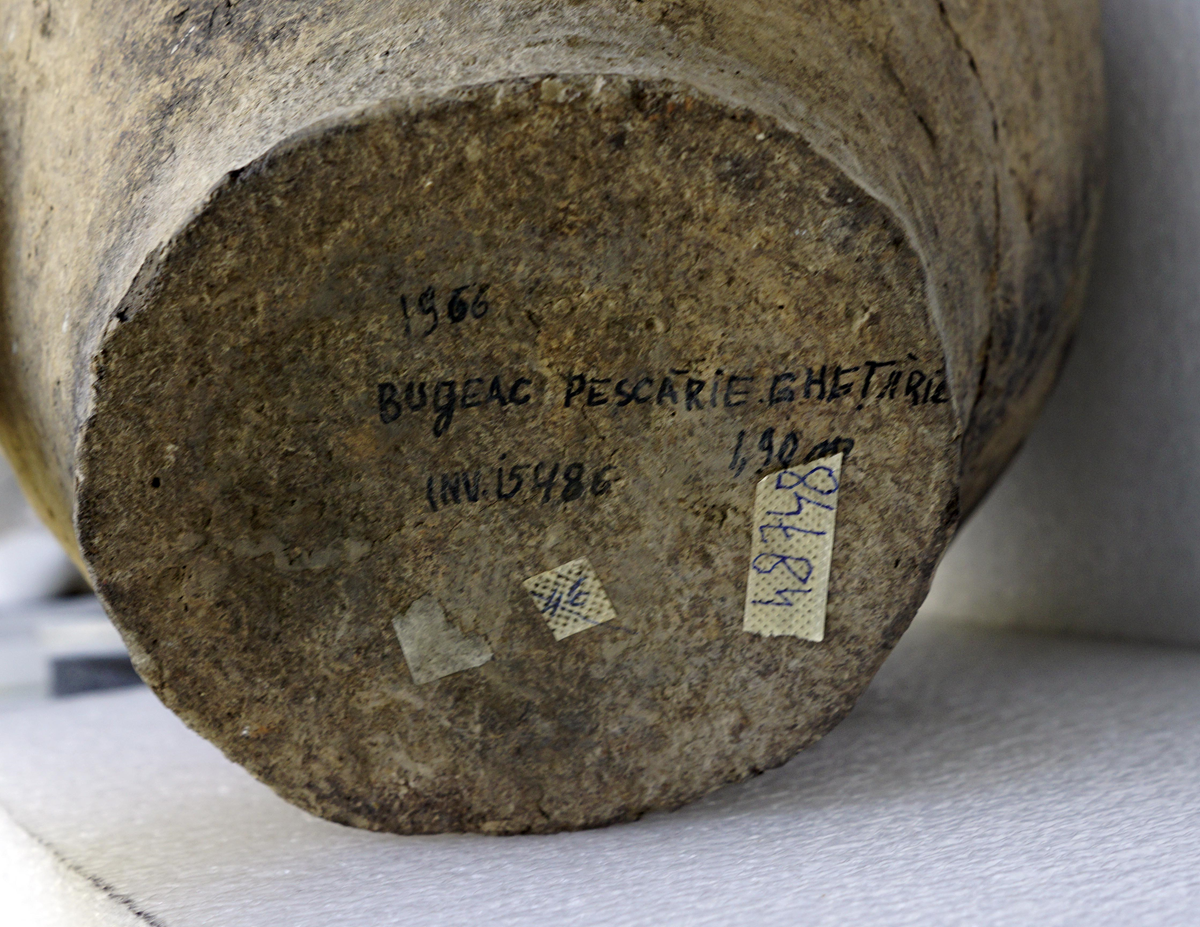 1966
BUGEAC PESCĂRIE GHEȚĂRIE
1,90 m
INV. 15486
48748